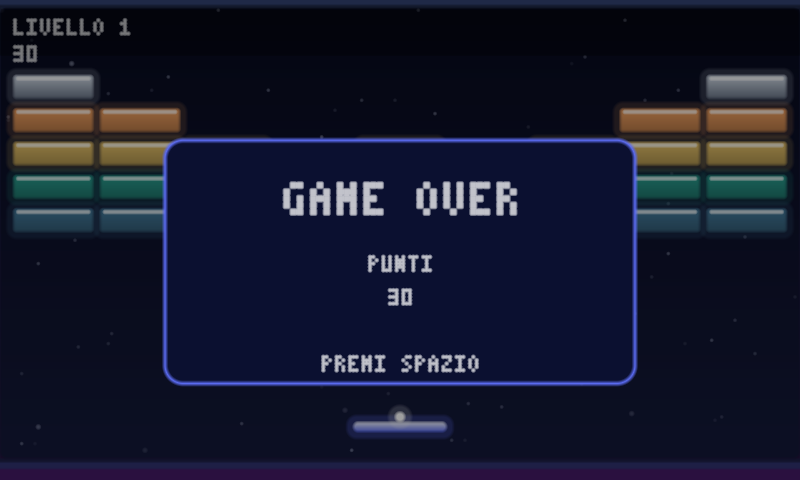 LIVELLO 1
30
GAME OVER
PUNTI
30
PREMI SPAZIO